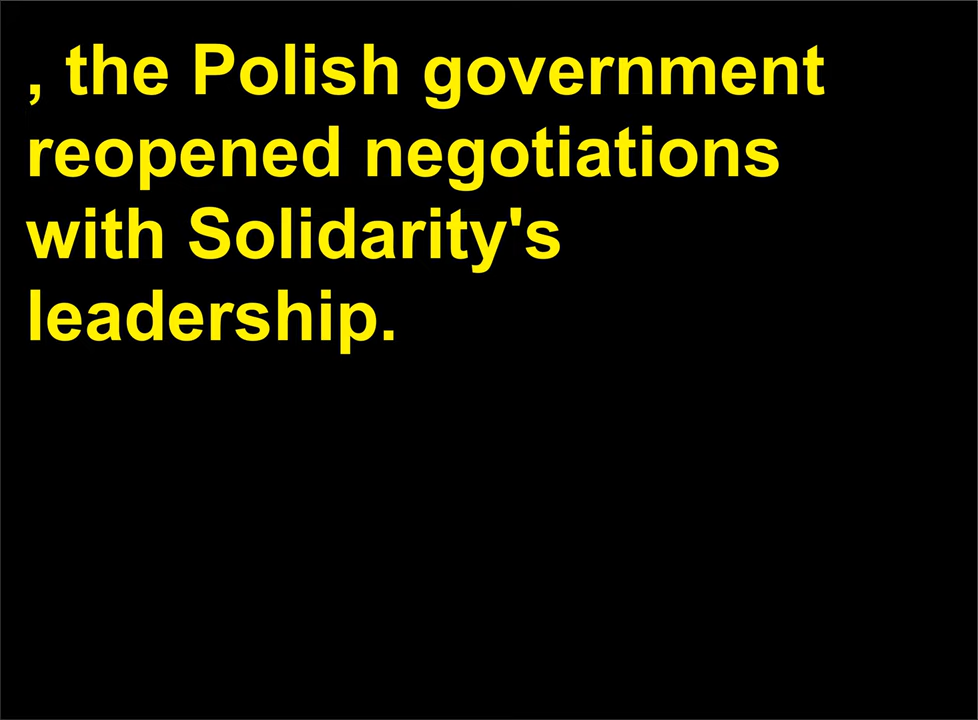 , the Polish government
reopened negotiations
with Solidarity's
leadership.